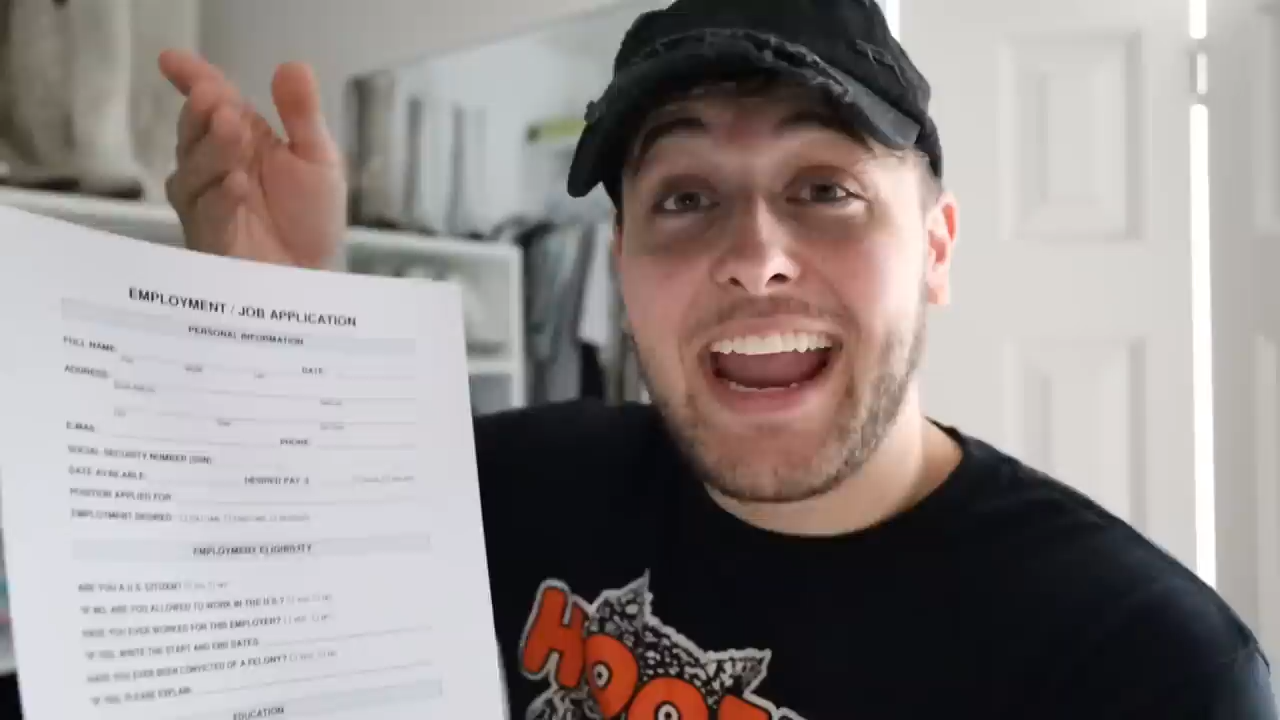 EMPLOYMENT / JOB APPLICATION
PERSONAL INFORMATION
FULL NAME: DATE:
ADDRESS:
E-MAIL: PHONE:
SOCIAL SECURITY NUMBER (SSN):
DATE AVAILABLE: DESIRED PAY: $
POSITION APPLIED FOR:
EMPLOYMENT DESIRED:
EMPLOYMENT ELIGIBILITY
ARE YOU A U.S. CITIZEN?
*IF NO, ARE YOU ALLOWED TO WORK IN THE U.S.?
HAVE YOU EVER WORKED FOR THIS EMPLOYER?
*IF YES, WRITE THE START AND END DATES:
HAVE YOU EVER BEEN CONVICTED OF A FELONY?
*IF YES, PLEASE EXPLAIN:
EDUCATION
HOO